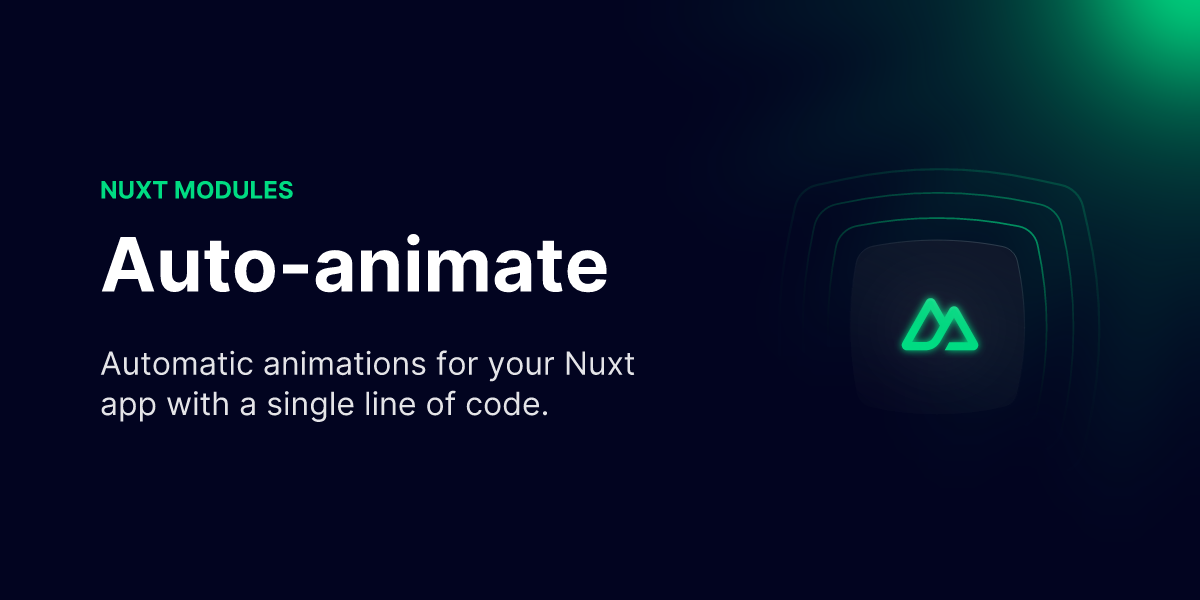 NUXT MODULES
Auto-animate
Automatic animations for your Nuxt
app with a single line of code.